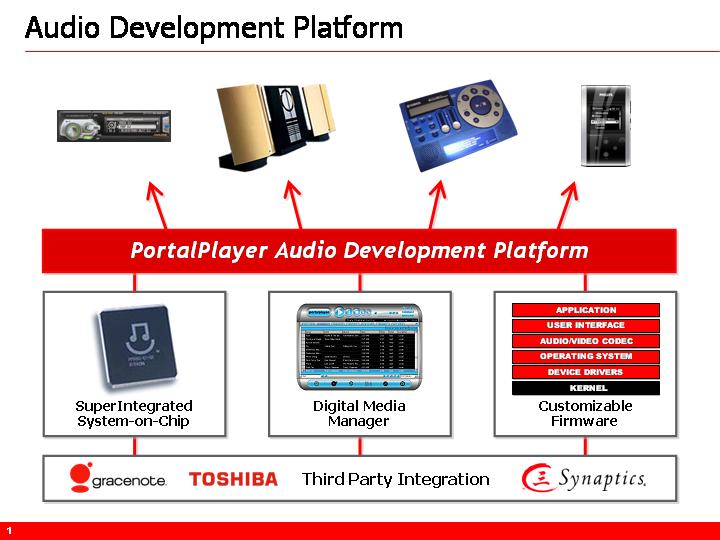 Audio Development Platform
PHILIPS
PortalPlayer Audio Development Platform
SuperIntegrated
System-on-Chip
Digital Media
Manager
APPLICATION
USER INTERFACE
AUDIO/VIDEO CODEC
OPERATING SYSTEM
DEVICE DRIVERS
KERNEL
Customizable
Firmware
gracenote.
TOSHIBA
Third Party Integration
Synaptics.
1